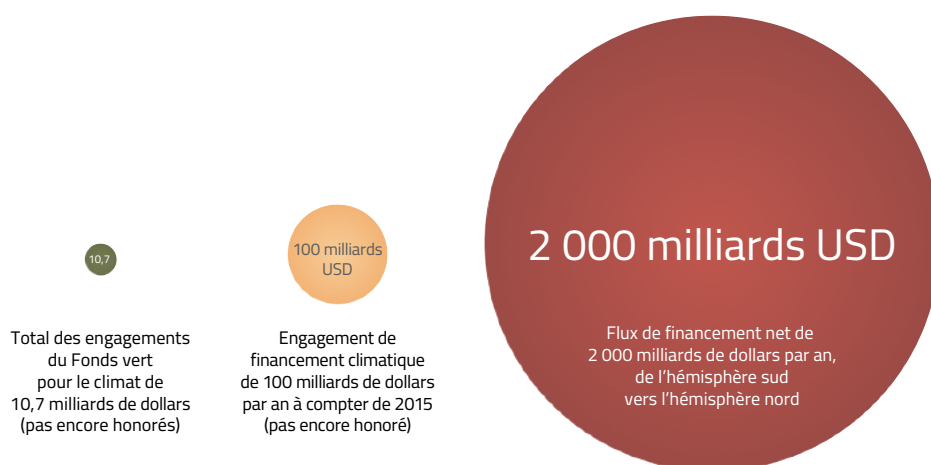 10,7
Total des engagements
du Fonds vert
pour le climat de
10,7 milliards de dollars
(pas encore honorés)
100 milliards
USD
Engagement de
financement climatique
de 100 milliards de dollars
par an à compter de 2015
(pas encore honoré)
2 000 milliards USD
Flux de financement net de
2 000 milliards de dollars par an,
de l’hémisphère sud
vers l’hémisphère nord